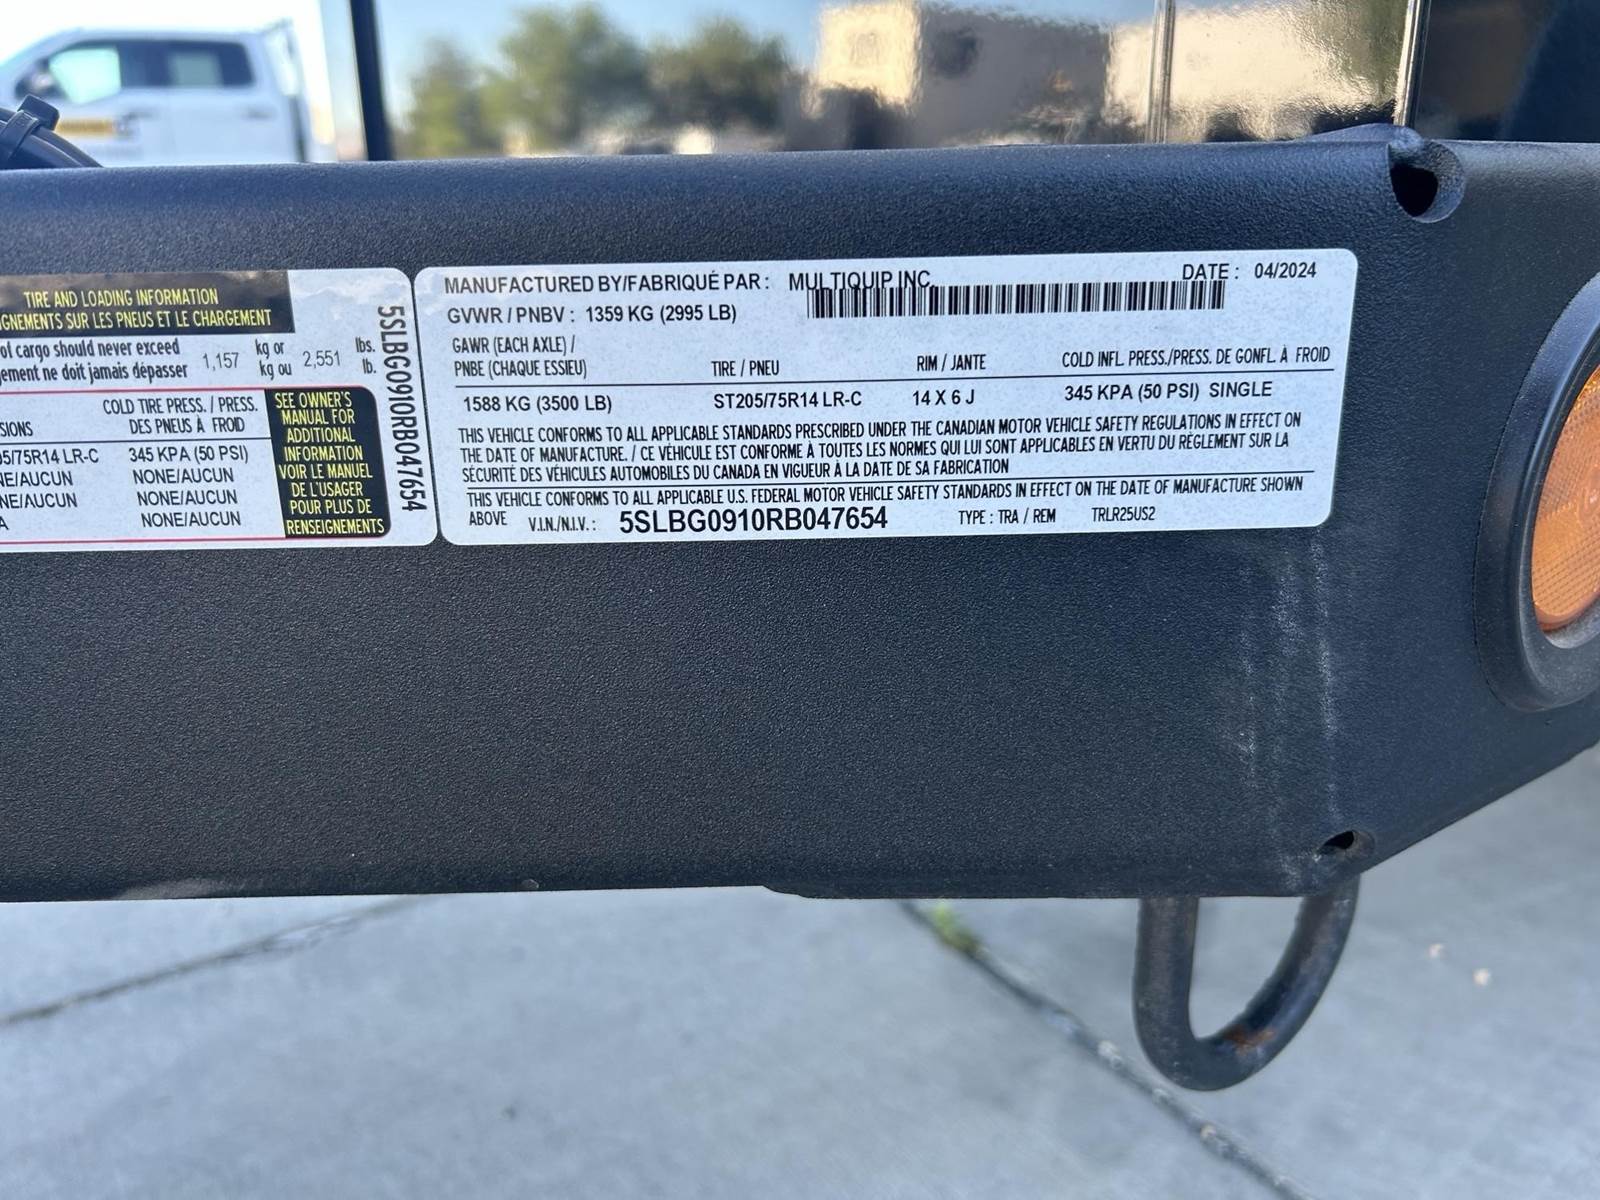 TIRE AND LOADING INFORMATION
GNEMENTS SUR LES PNEUS ET LE CHARGEMENT
of cargo should never exceed 1,157 kg or 2,551 lbs.
gement ne doit jamais dépasser kg ou lb.
COLD TIRE PRESS. / PRESS.
SIONS DES PNEUS À FROID
05/75R14 LR-C 345 KPA (50 PSI)
NE/AUCUN NONE/AUCUN
NE/AUCUN NONE/AUCUN
A NONE/AUCUN
SEE OWNER'S
MANUAL FOR
ADDITIONAL
INFORMATION
VOIR LE MANUEL
DE L'USAGER
POUR PLUS DE
RENSEIGNEMENTS
5SLBG0910RB047654
MANUFACTURED BY/FABRIQUÉ PAR : MULTIQUIP INC. DATE : 04/2024
GVWR / PNBV : 1359 KG (2995 LB)
GAWR (EACH AXLE) /
PNBE (CHAQUE ESSIEU) TIRE / PNEU RIM / JANTE COLD INFL. PRESS./PRESS. DE GONFL. À FROID
1588 KG (3500 LB) ST205/75R14 LR-C 14 X 6 J 345 KPA (50 PSI) SINGLE
THIS VEHICLE CONFORMS TO ALL APPLICABLE STANDARDS PRESCRIBED UNDER THE CANADIAN MOTOR VEHICLE SAFETY REGULATIONS IN EFFECT ON
THE DATE OF MANUFACTURE. / CE VÉHICULE EST CONFORME À TOUTES LES NORMES QUI LUI SONT APPLICABLES EN VERTU DU RÈGLEMENT SUR LA
SÉCURITÉ DES VÉHICULES AUTOMOBILES DU CANADA EN VIGUEUR À LA DATE DE SA FABRICATION
THIS VEHICLE CONFORMS TO ALL APPLICABLE U.S. FEDERAL MOTOR VEHICLE SAFETY STANDARDS IN EFFECT ON THE DATE OF MANUFACTURE SHOWN
ABOVE V.I.N./N.I.V.: 5SLBG0910RB047654 TYPE : TRA / REM TRLR25US2